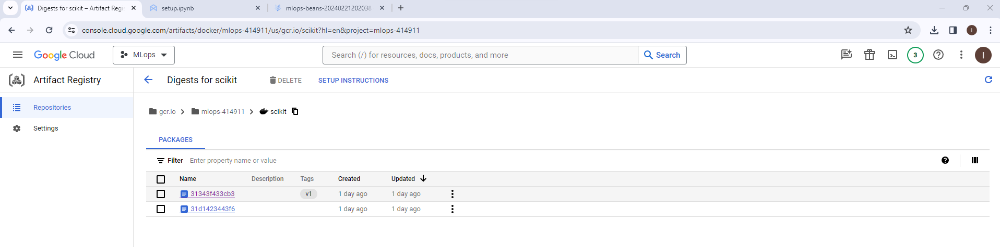 Digests for scikit – Artifact Regis
setup.ipynb
mlops-beans-20240221202038
console.cloud.google.com/artifacts/docker/mlops-414911/us/gcr.io/scikit?hl=en&project=mlops-414911
I
Google Cloud
MLops
Search (/) for resources, docs, products, and more
Search
3
I
Artifact Registry
Digests for scikit
DELETE
SETUP INSTRUCTIONS
Repositories
Settings
gcr.io
mlops-414911
scikit
PACKAGES
Filter Enter property name or value
Name Description Tags Created Updated
31343f433cb3 v1 1 day ago 1 day ago
31d1423443f6 1 day ago 1 day ago